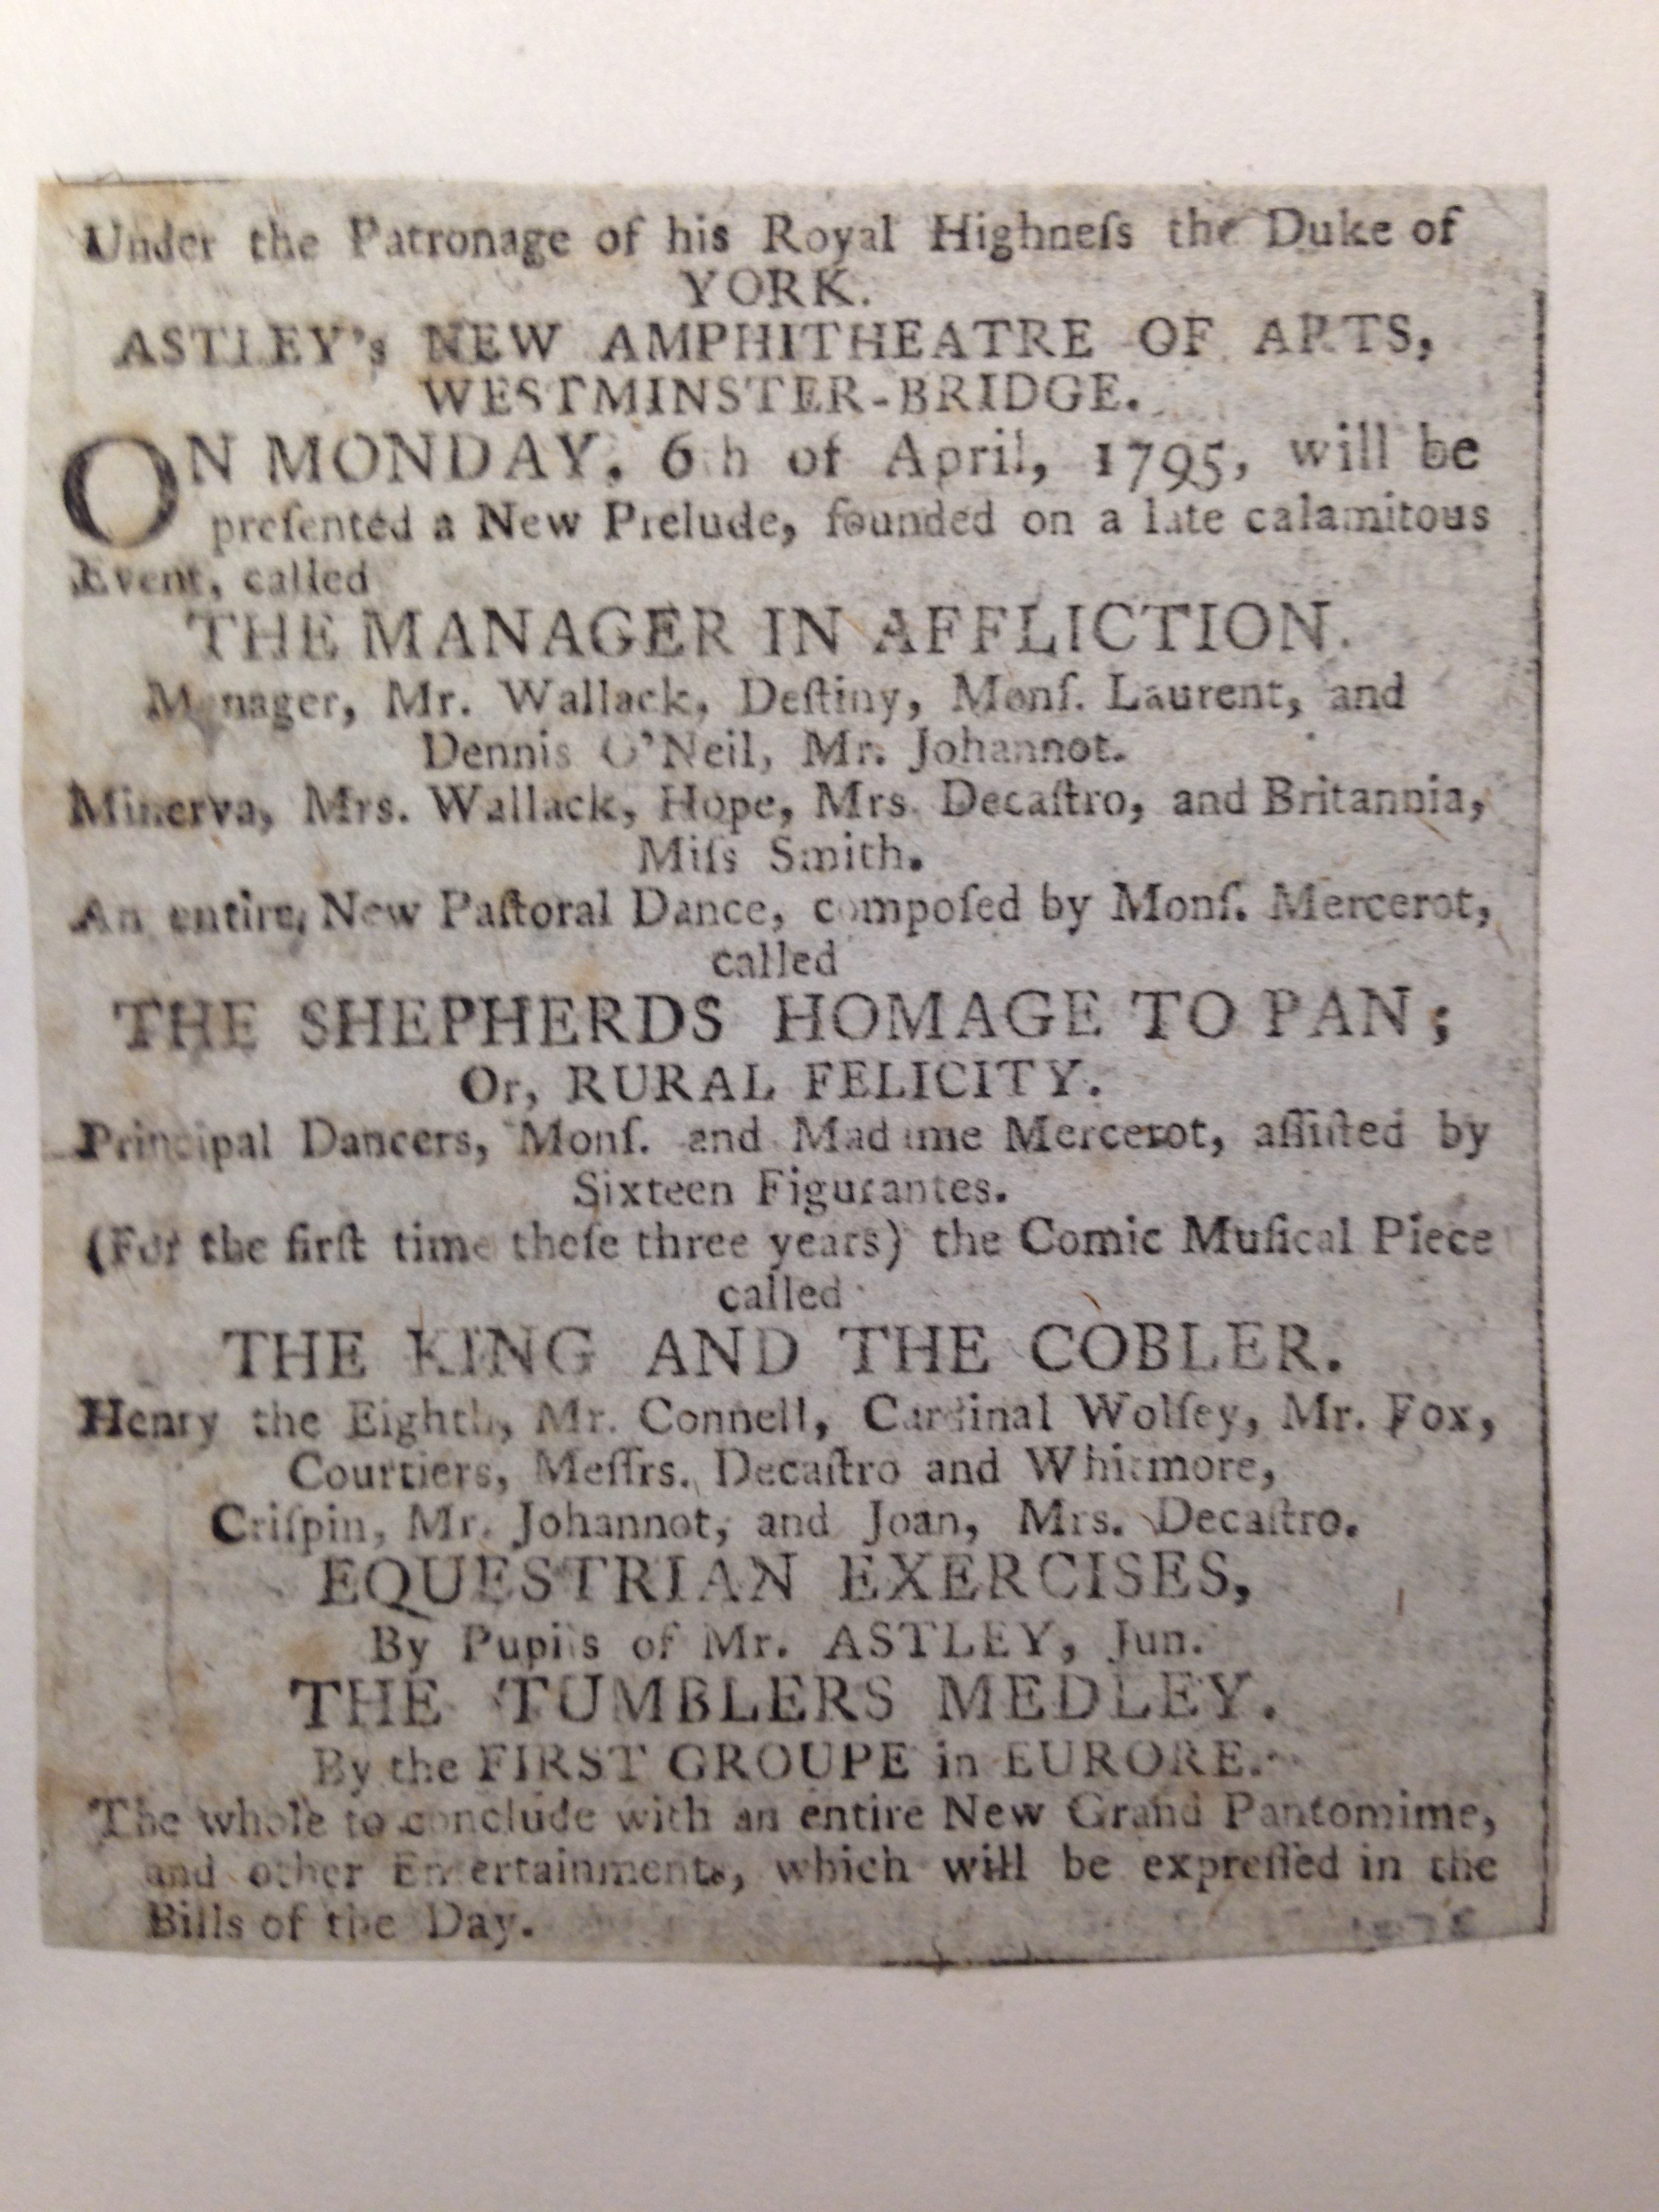 Under the Patronage of his Royal Highneſs the Duke of
YORK.
ASTLEY's NEW AMPHITHEATRE OF ARTS,
WESTMINSTER-BRIDGE.
ON MONDAY, 6th of April, 1795, will be
preſented a New Prelude, founded on a late calamitous
Event, called
THE MANAGER IN AFFLICTION.
Manager, Mr. Wallack, Deſtiny, Monſ. Laurent, and
Dennis O'Neil, Mr. Johannot.
Minerva, Mrs. Wallack, Hope, Mrs. Decaſtro, and Britannia,
Miſs Smith.
An entire, New Paſtoral Dance, compoſed by Monſ. Mercerot,
called
THE SHEPHERDS HOMAGE TO PAN;
Or, RURAL FELICITY.
Principal Dancers, Monſ. and Madame Mercerot, aſſiſted by
Sixteen Figurantes.
(For the firſt time theſe three years) the Comic Muſical Piece
called
THE KING AND THE COBLER.
Henry the Eighth, Mr. Connell, Cardinal Wolſey, Mr. Fox,
Courtiers, Meſſrs. Decaſtro and Whitmore,
Criſpin, Mr. Johannot, and Joan, Mrs. Decaſtro.
EQUESTRIAN EXERCISES,
By Pupils of Mr. ASTLEY, Jun.
THE TUMBLERS MEDLEY.
By the FIRST GROUPE in EURORE.
The whole to conclude with an entire New Grand Pantomime,
and other Entertainments, which will be expreſſed in the
Bills of the Day.